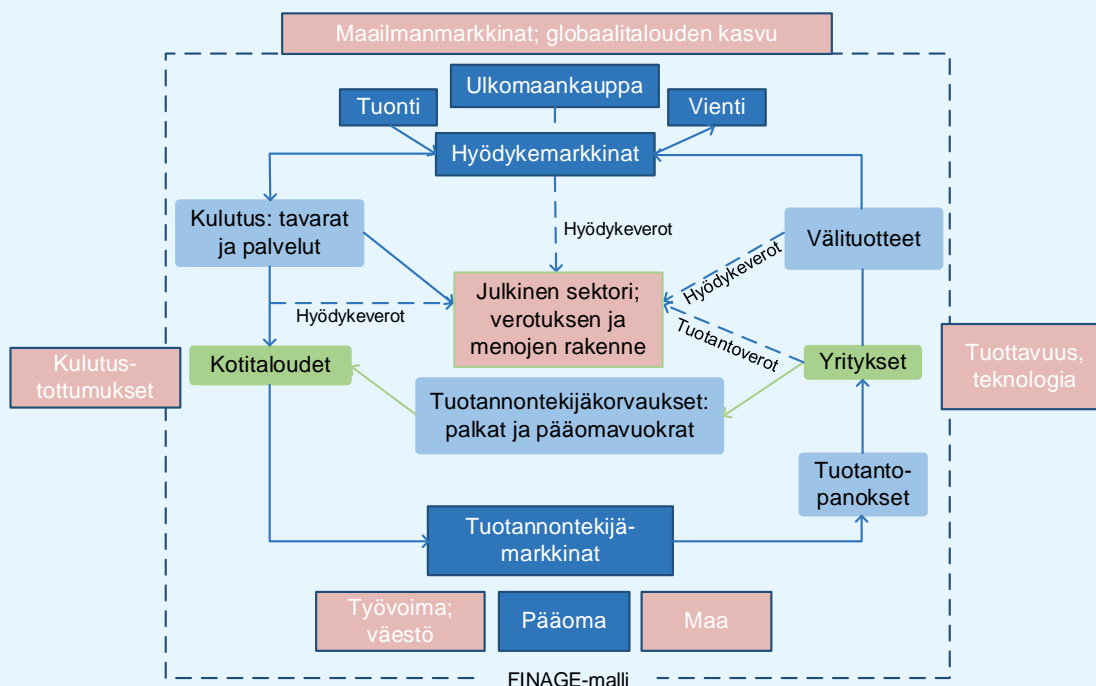 Maailmanmarkkinat; globaalitalouden kasvu
Ulkomaankauppa
Tuonti
Vienti
Hyödykemarkkinat
Kulutus: tavarat
ja palvelut
Hyödykeverot
Välituotteet
Hyödykeverot
Julkinen sektori;
verotuksen ja
menojen rakenne
Hyödykeverot
Tuotantoverot
Kulutus-
tottumukset
Kotitaloudet
Yritykset
Tuottavuus,
teknologia
Tuotannontekijäkorvaukset:
palkat ja pääomavuokrat
Tuotanto-
panokset
Tuotannontekijä-
markkinat
Työvoima;
väestö
Pääoma
Maa
FINAGE-malli